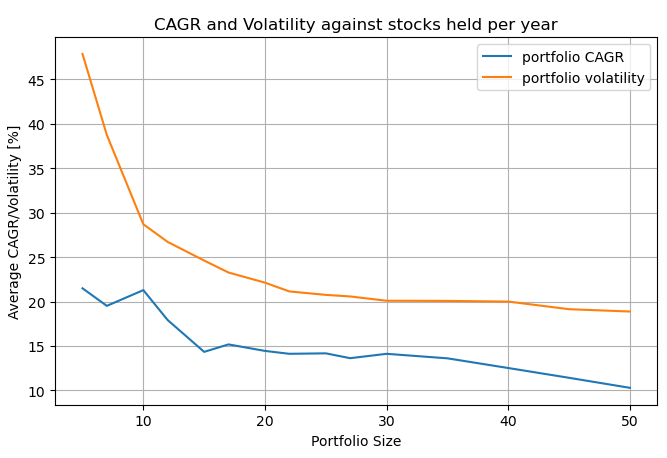 CAGR and Volatility against stocks held per year
portfolio CAGR
portfolio volatility
Average CAGR/Volatility [%]
45
40
35
30
25
20
15
10
10 20 30 40 50
Portfolio Size